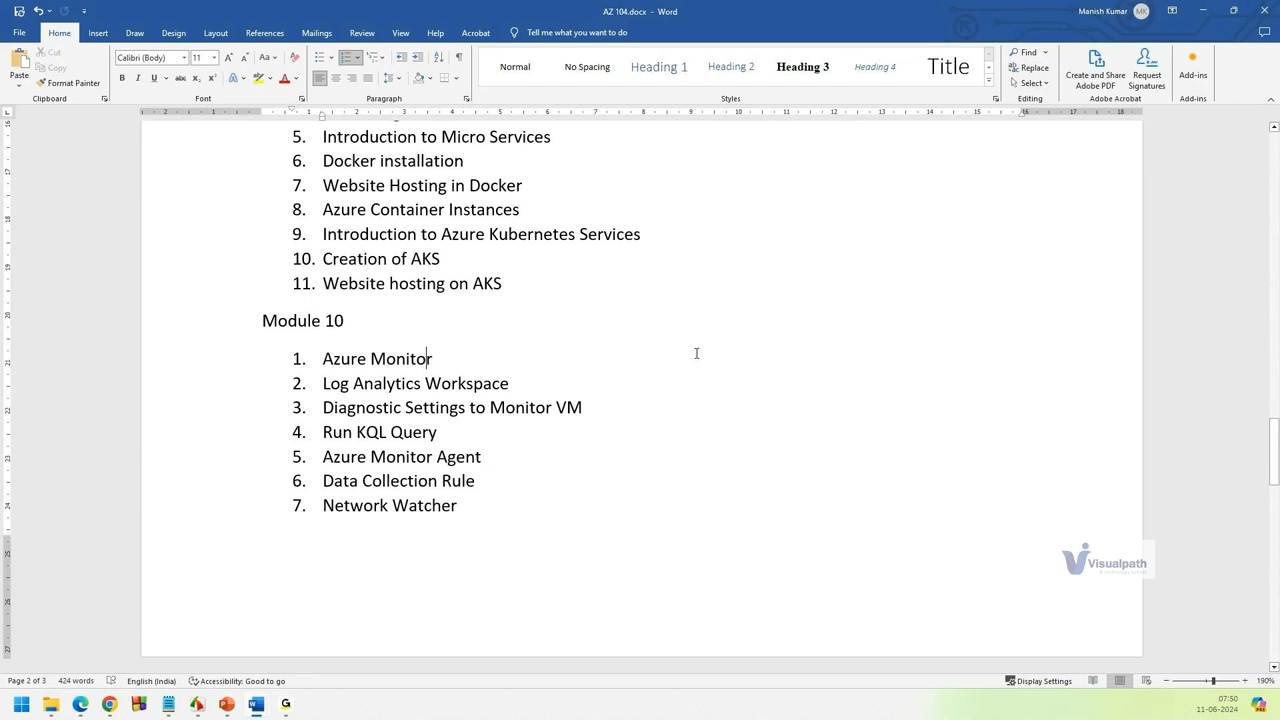 AZ 104.docx - Word
Manish Kumar MK
File Home Insert Draw Design Layout References Mailings Review View Help Acrobat Tell me what you want to do
Paste Cut Copy Format Painter
Clipboard
Calibri (Body) 11
Font
Paragraph
Normal No Spacing Heading 1 Heading 2 Heading 3 Heading 4 Title
Styles
Find Replace Select
Editing
Create and Share Adobe PDF Request Signatures
Adobe Acrobat
Add-ins
Add-ins
5. Introduction to Micro Services
6. Docker installation
7. Website Hosting in Docker
8. Azure Container Instances
9. Introduction to Azure Kubernetes Services
10. Creation of AKS
11. Website hosting on AKS
Module 10
1. Azure Monitor
2. Log Analytics Workspace
3. Diagnostic Settings to Monitor VM
4. Run KQL Query
5. Azure Monitor Agent
6. Data Collection Rule
7. Network Watcher
Visualpath
Page 2 of 3 424 words English (India) Accessibility: Good to go Display Settings 190%
07:50
11-06-2024